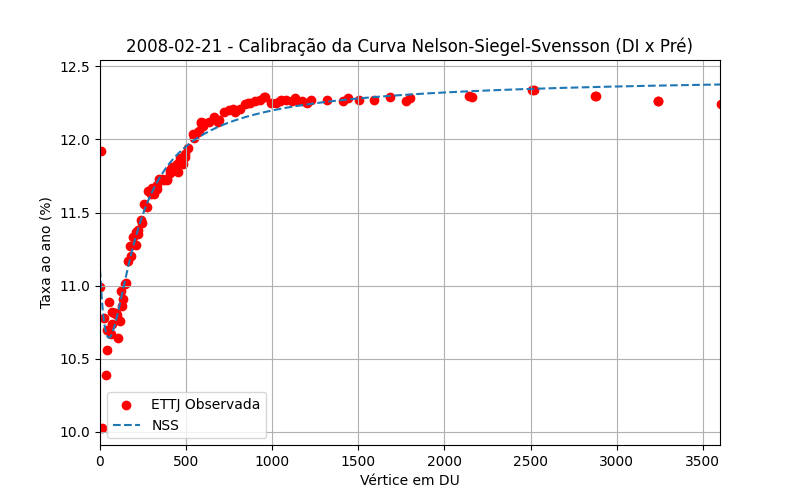 2008-02-21 - Calibração da Curva Nelson-Siegel-Svensson (DI x Pré)
12.5
12.0
11.5
11.0
10.5
10.0
Taxa ao ano (%)
ETTJ Observada
NSS
0
500
1000
1500
2000
2500
3000
3500
Vértice em DU